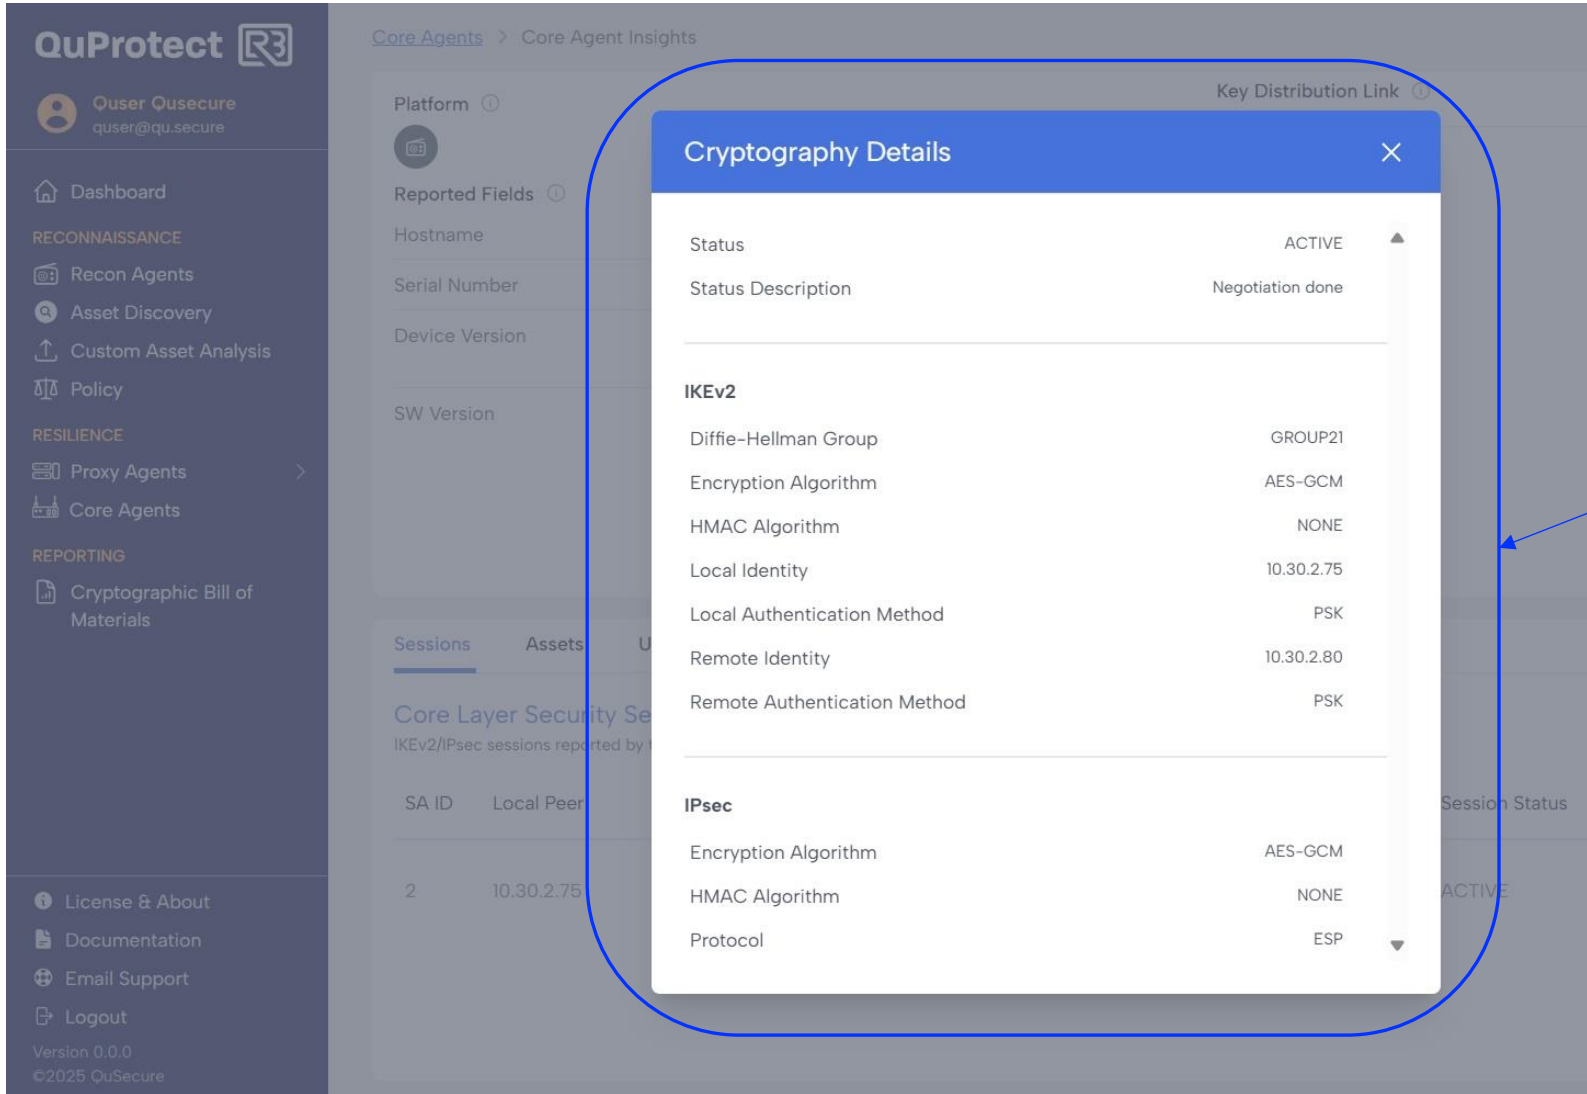 QuProtect R3
Quser Qusecure
quser@qu.secure
Dashboard
RECONNAISSANCE
Recon Agents
Asset Discovery
Custom Asset Analysis
Policy
RESILIENCE
Proxy Agents >
Core Agents
REPORTING
Cryptographic Bill of
Materials
License & About
Documentation
Email Support
Logout
Version 0.0.0
©2025 QuSecure
Core Agents > Core Agent Insights
Platform
Key Distribution Link
Reported Fields
Hostname
Serial Number
Device Version
SW Version
Sessions Assets U
Core Layer Security Se
IKEv2/IPsec sessions reported by
SA ID Local Peer Session Status
2 10.30.2.75 ACTIVE
Cryptography Details
Status ACTIVE
Status Description Negotiation done
IKEv2
Diffie-Hellman Group GROUP21
Encryption Algorithm AES-GCM
HMAC Algorithm NONE
Local Identity 10.30.2.75
Local Authentication Method PSK
Remote Identity 10.30.2.80
Remote Authentication Method PSK
IPsec
Encryption Algorithm AES-GCM
HMAC Algorithm NONE
Protocol ESP